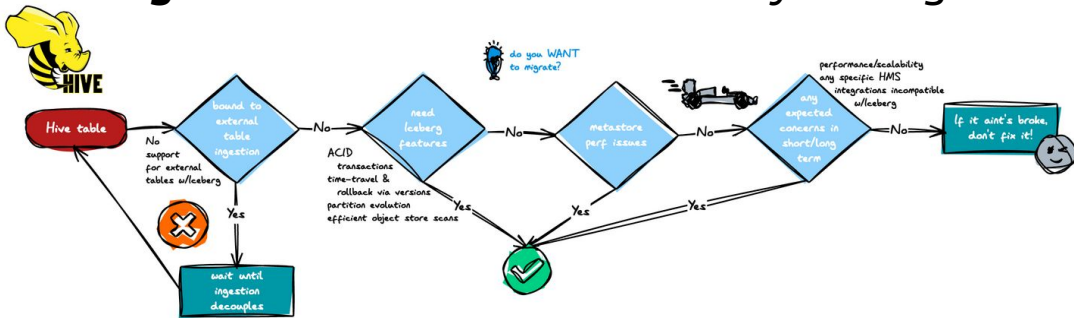 HIVE
Hive table
bound to
external
table
ingestion
No
support
for external
tables w/Iceberg
Yes
wait until
ingestion
decouples
No
do you WANT
to migrate?
need
Iceberg
features
ACID
transactions
time-travel &
rollback via versions
partition evolution
efficient object store scans
Yes
No
metastore
perf issues
Yes
No
performance/scalability
any specific HMS
integrations incompatible
w/Iceberg
any
expected
concerns in
short/long
term
Yes
No
If it aint's broke,
don't fix it!